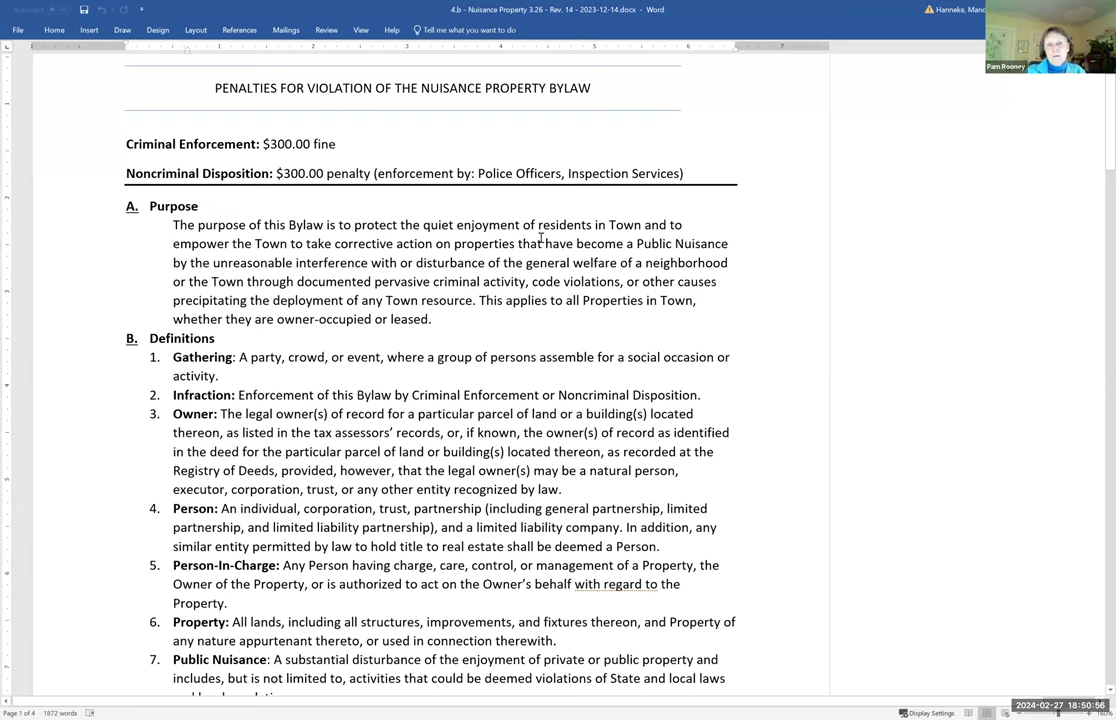 AutoSave Off
4.b - Nuisance Property 3.26 - Rev. 14 - 2023-12-14.docx - Word
Hanneke, Manc
File Home Insert Draw Design Layout References Mailings Review View Help Tell me what you want to do
Pam Rooney
PENALTIES FOR VIOLATION OF THE NUISANCE PROPERTY BYLAW
Criminal Enforcement: $300.00 fine
Noncriminal Disposition: $300.00 penalty (enforcement by: Police Officers, Inspection Services)
A. Purpose
The purpose of this Bylaw is to protect the quiet enjoyment of residents in Town and to
empower the Town to take corrective action on properties that have become a Public Nuisance
by the unreasonable interference with or disturbance of the general welfare of a neighborhood
or the Town through documented pervasive criminal activity, code violations, or other causes
precipitating the deployment of any Town resource. This applies to all Properties in Town,
whether they are owner-occupied or leased.
B. Definitions
1. Gathering: A party, crowd, or event, where a group of persons assemble for a social occasion or
activity.
2. Infraction: Enforcement of this Bylaw by Criminal Enforcement or Noncriminal Disposition.
3. Owner: The legal owner(s) of record for a particular parcel of land or a building(s) located
thereon, as listed in the tax assessors' records, or, if known, the owner(s) of record as identified
in the deed for the particular parcel of land or building(s) located thereon, as recorded at the
Registry of Deeds, provided, however, that the legal owner(s) may be a natural person,
executor, corporation, trust, or any other entity recognized by law.
4. Person: An individual, corporation, trust, partnership (including general partnership, limited
partnership, and limited liability partnership), and a limited liability company. In addition, any
similar entity permitted by law to hold title to real estate shall be deemed a Person.
5. Person-In-Charge: Any Person having charge, care, control, or management of a Property, the
Owner of the Property, or is authorized to act on the Owner's behalf with regard to the
Property.
6. Property: All lands, including all structures, improvements, and fixtures thereon, and Property of
any nature appurtenant thereto, or used in connection therewith.
7. Public Nuisance: A substantial disturbance of the enjoyment of private or public property and
includes, but is not limited to, activities that could be deemed violations of State and local laws
2024-02-27 18:50:56
Page 1 of 4 1872 words Display Settings